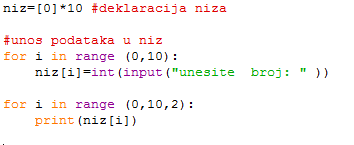 niz=[0]*10 #deklaracija niza
#unos podataka u niz
for i in range (0,10):
    niz[i]=int(input("unesite  broj: " ))
for i in range (0,10,2):
    print(niz[i])